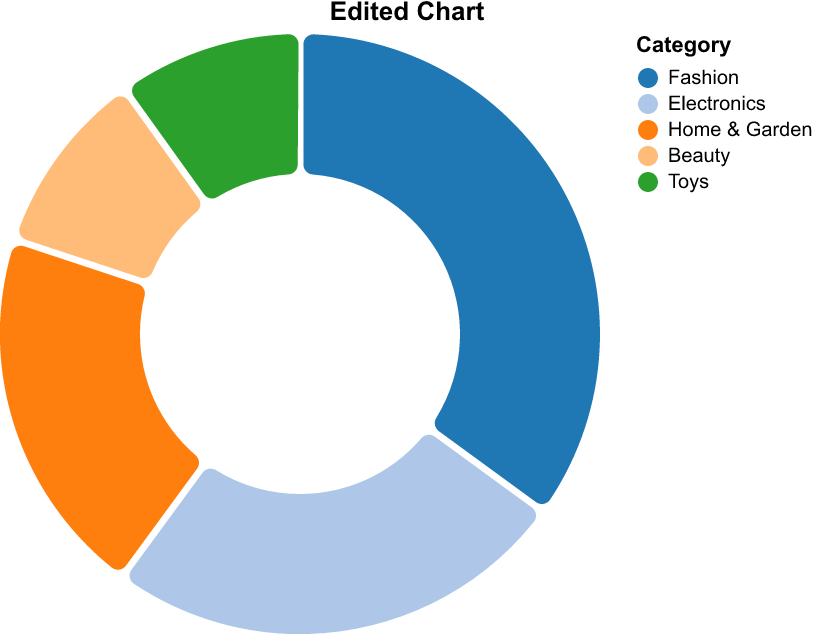 Edited Chart
Category
Fashion
Electronics
Home & Garden
Beauty
Toys